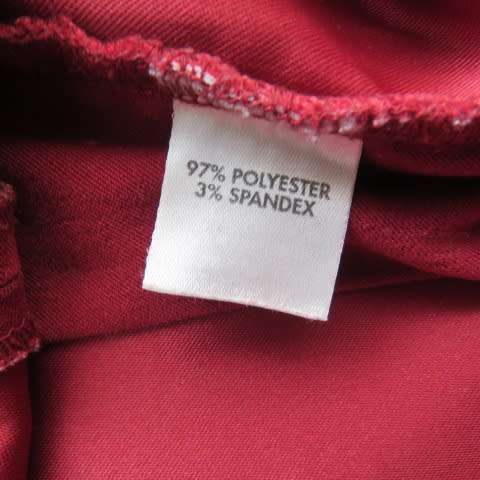 97% POLYESTER
3% SPANDEX